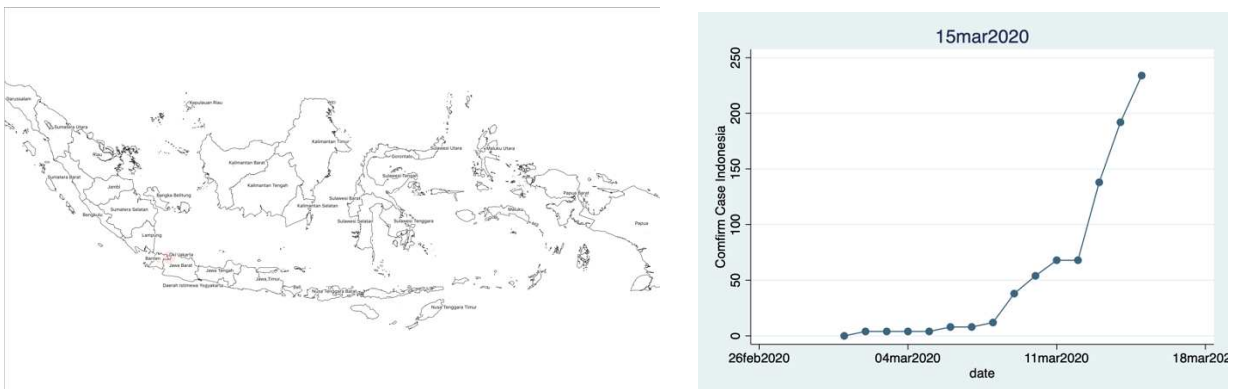 Darussalam
Kepulauan Riau
Sumatera Utara
Kalimantan Timur
Sulawesi Utara
Maluku Utara
Riau
Kalimantan Barat
Gorontalo
Sumatera Barat
Sulawesi Tengah
Jambi
Kalimantan Tengah
Bangka Belitung
Papua Barat
Sulawesi Barat
Sumatera Selatan
Kalimantan Selatan
Maluku
Bengkulu
Sulawesi Selatan
Sulawesi Tenggara
Papua
Lampung
Dki Jakarta
Banten
Jawa Barat
Jawa Tengah
Jawa Timur
Daerah Istimewa Yogyakarta
Bali
Nusa Tenggara Barat
Nusa Tenggara Timur
15mar2020
Comfirm Case Indonesia
250
200
150
100
50
0
26feb2020
04mar2020
11mar2020
18mar202
date